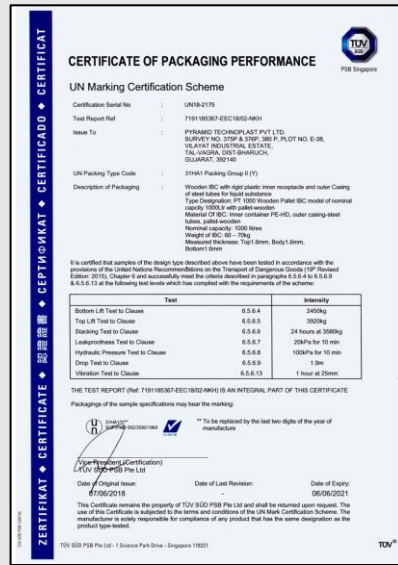 ZERTIFIKAT ◆ CERTIFICATE ◆ 認證證書 ◆ СЕРТИФИКАТ ◆ CERTIFICADO ◆ CERTIFICAT
TÜV
SÜD
PSB Singapore
CERTIFICATE OF PACKAGING PERFORMANCE
UN Marking Certification Scheme
Certification Serial No : UN18-2175
Test Report Ref : 7191185367-EEC18/02-NKH
Issue To : PYRAMID TECHNOPLAST PVT LTD.
SURVEY NO. 375P & 376P, 380 P, PLOT NO. E-38,
VILAYAT INDUSTRIAL ESTATE,
TAL-VAGRA, DIST-BHARUCH,
GUJARAT, 392140
UN Packing Type Code : 31HA1 Packing Group II (Y)
Description of Packaging : Wooden IBC with rigid plastic inner receptacle and outer Casing
of steel tubes for liquid substance
Type Designation: PT 1000 Wooden Pallet IBC model of nominal
capcity 1000Ltr with pallet-wooden
Material Of IBC: Inner container PE-HD, outer casing-steel
tubes, pallet-wooden
Nominal capacity: 1000 litres
Weight of IBC: 60 – 70kg
Measured thickness: Top1.6mm, Body1.6mm,
Bottom1.6mm
It is certified that samples of the design type described above have been tested in accordance with the
provisions of the United Nations Recommendations on the Transport of Dangerous Goods (19th Revised
Edition: 2015), Chapter 6 and successfully meet the criteria described in paragraphs 6.5.6.4 to 6.5.6.9
& 6.5.6.13 at the following test levels which has complied with the requirements of the scheme:
Test Intensity
Bottom Lift Test to Clause 6.5.6.4 2450kg
Top Lift Test to Clause 6.5.6.5 3920kg
Stacking Test to Clause 6.5.6.6 24 hours at 3580kg
Leakproofness Test to Clause 6.5.6.7 20kPa for 10 min
Hydraulic Pressure Test to Clause 6.5.6.8 100kPa for 10 min
Drop Test to Clause 6.5.6.9 1.9m
Vibration Test to Clause 6.5.6.13 1 hour at 25mm
THE TEST REPORT (Ref: 7191185367-EEC18/02-NKH) IS AN INTEGRAL PART OF THIS CERTIFICATE
Packagings of the sample specifications may bear the marking:
un
** To be replaced by the last two digits of the year of
manufacture
Vice-President (Certification)
TÜV SÜD PSB Pte Ltd
Date of Original Issue: Date of Last Revision: Date of Expiry:
07/06/2018 - 06/06/2021
This Certificate remains the property of TÜV SÜD PSB Pte Ltd and shall be returned upon request. The
use of this Certificate is subject to the terms and conditions of the UN Mark Certification Scheme. The
manufacturer is solely responsible for compliance of any product that has the same designation as the
product type-tested.
TÜV SÜD PSB Pte Ltd - 1 Science Park Drive - Singapore 118221
TÜV®